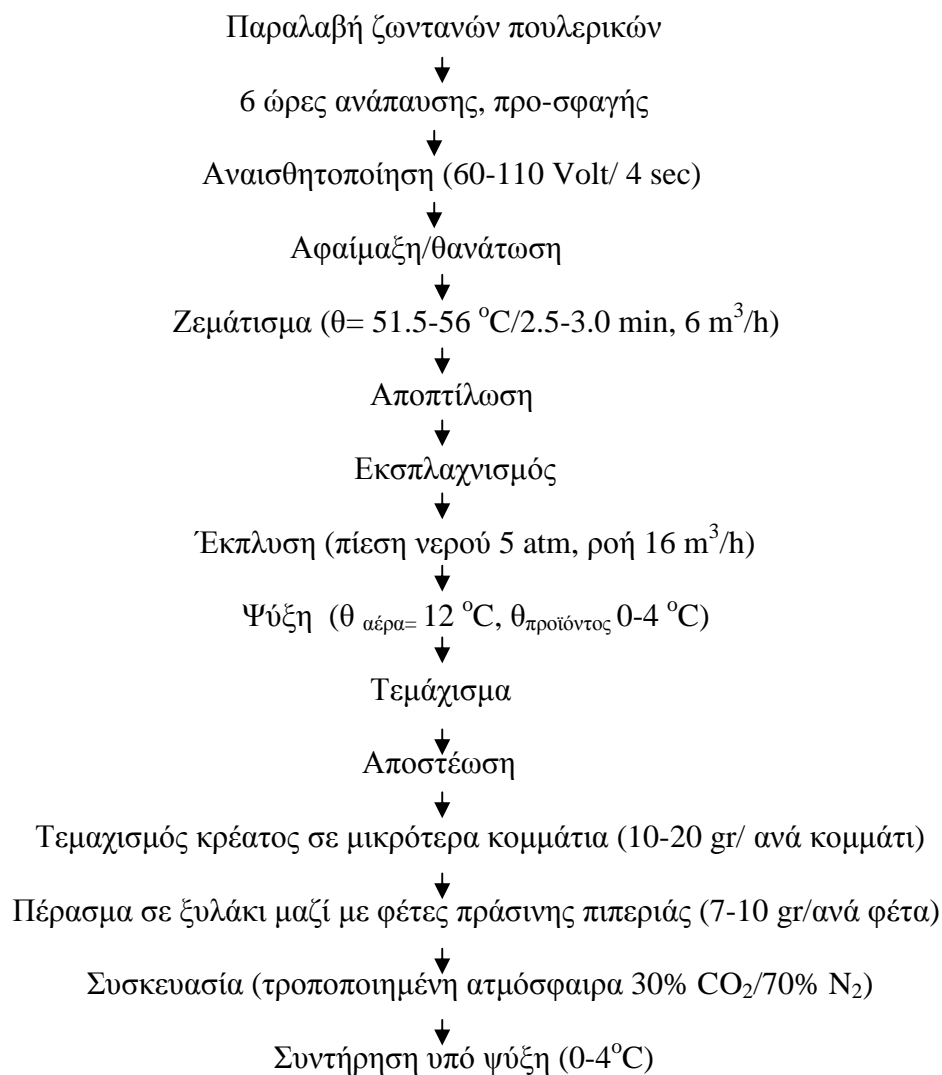 Παραλαβή ζωντανών πουλερικών
6 ώρες ανάπαυσης, προ-σφαγής
Αναισθητοποίηση (60-110 Volt/ 4 sec)
Αφαίμαξη/θανάτωση
Ζεμάτισμα (θ= 51.5-56 °C/2.5-3.0 min, 6 m³/h)
Αποπτίλωση
Εκσπλαχνισμός
Έκπλυση (πίεση νερού 5 atm, ροή 16 m³/h)
Ψύξη (θ αέρα= 12 °C, θπροϊόντος 0-4 °C)
Τεμάχισμα
Αποστέωση
Τεμαχισμός κρέατος σε μικρότερα κομμάτια (10-20 gr/ ανά κομμάτι)
Πέρασμα σε ξυλάκι μαζί με φέτες πράσινης πιπεριάς (7-10 gr/ανά φέτα)
Συσκευασία (τροποποιημένη ατμόσφαιρα 30% CO₂/70% N₂)
Συντήρηση υπό ψύξη (0-4°C)